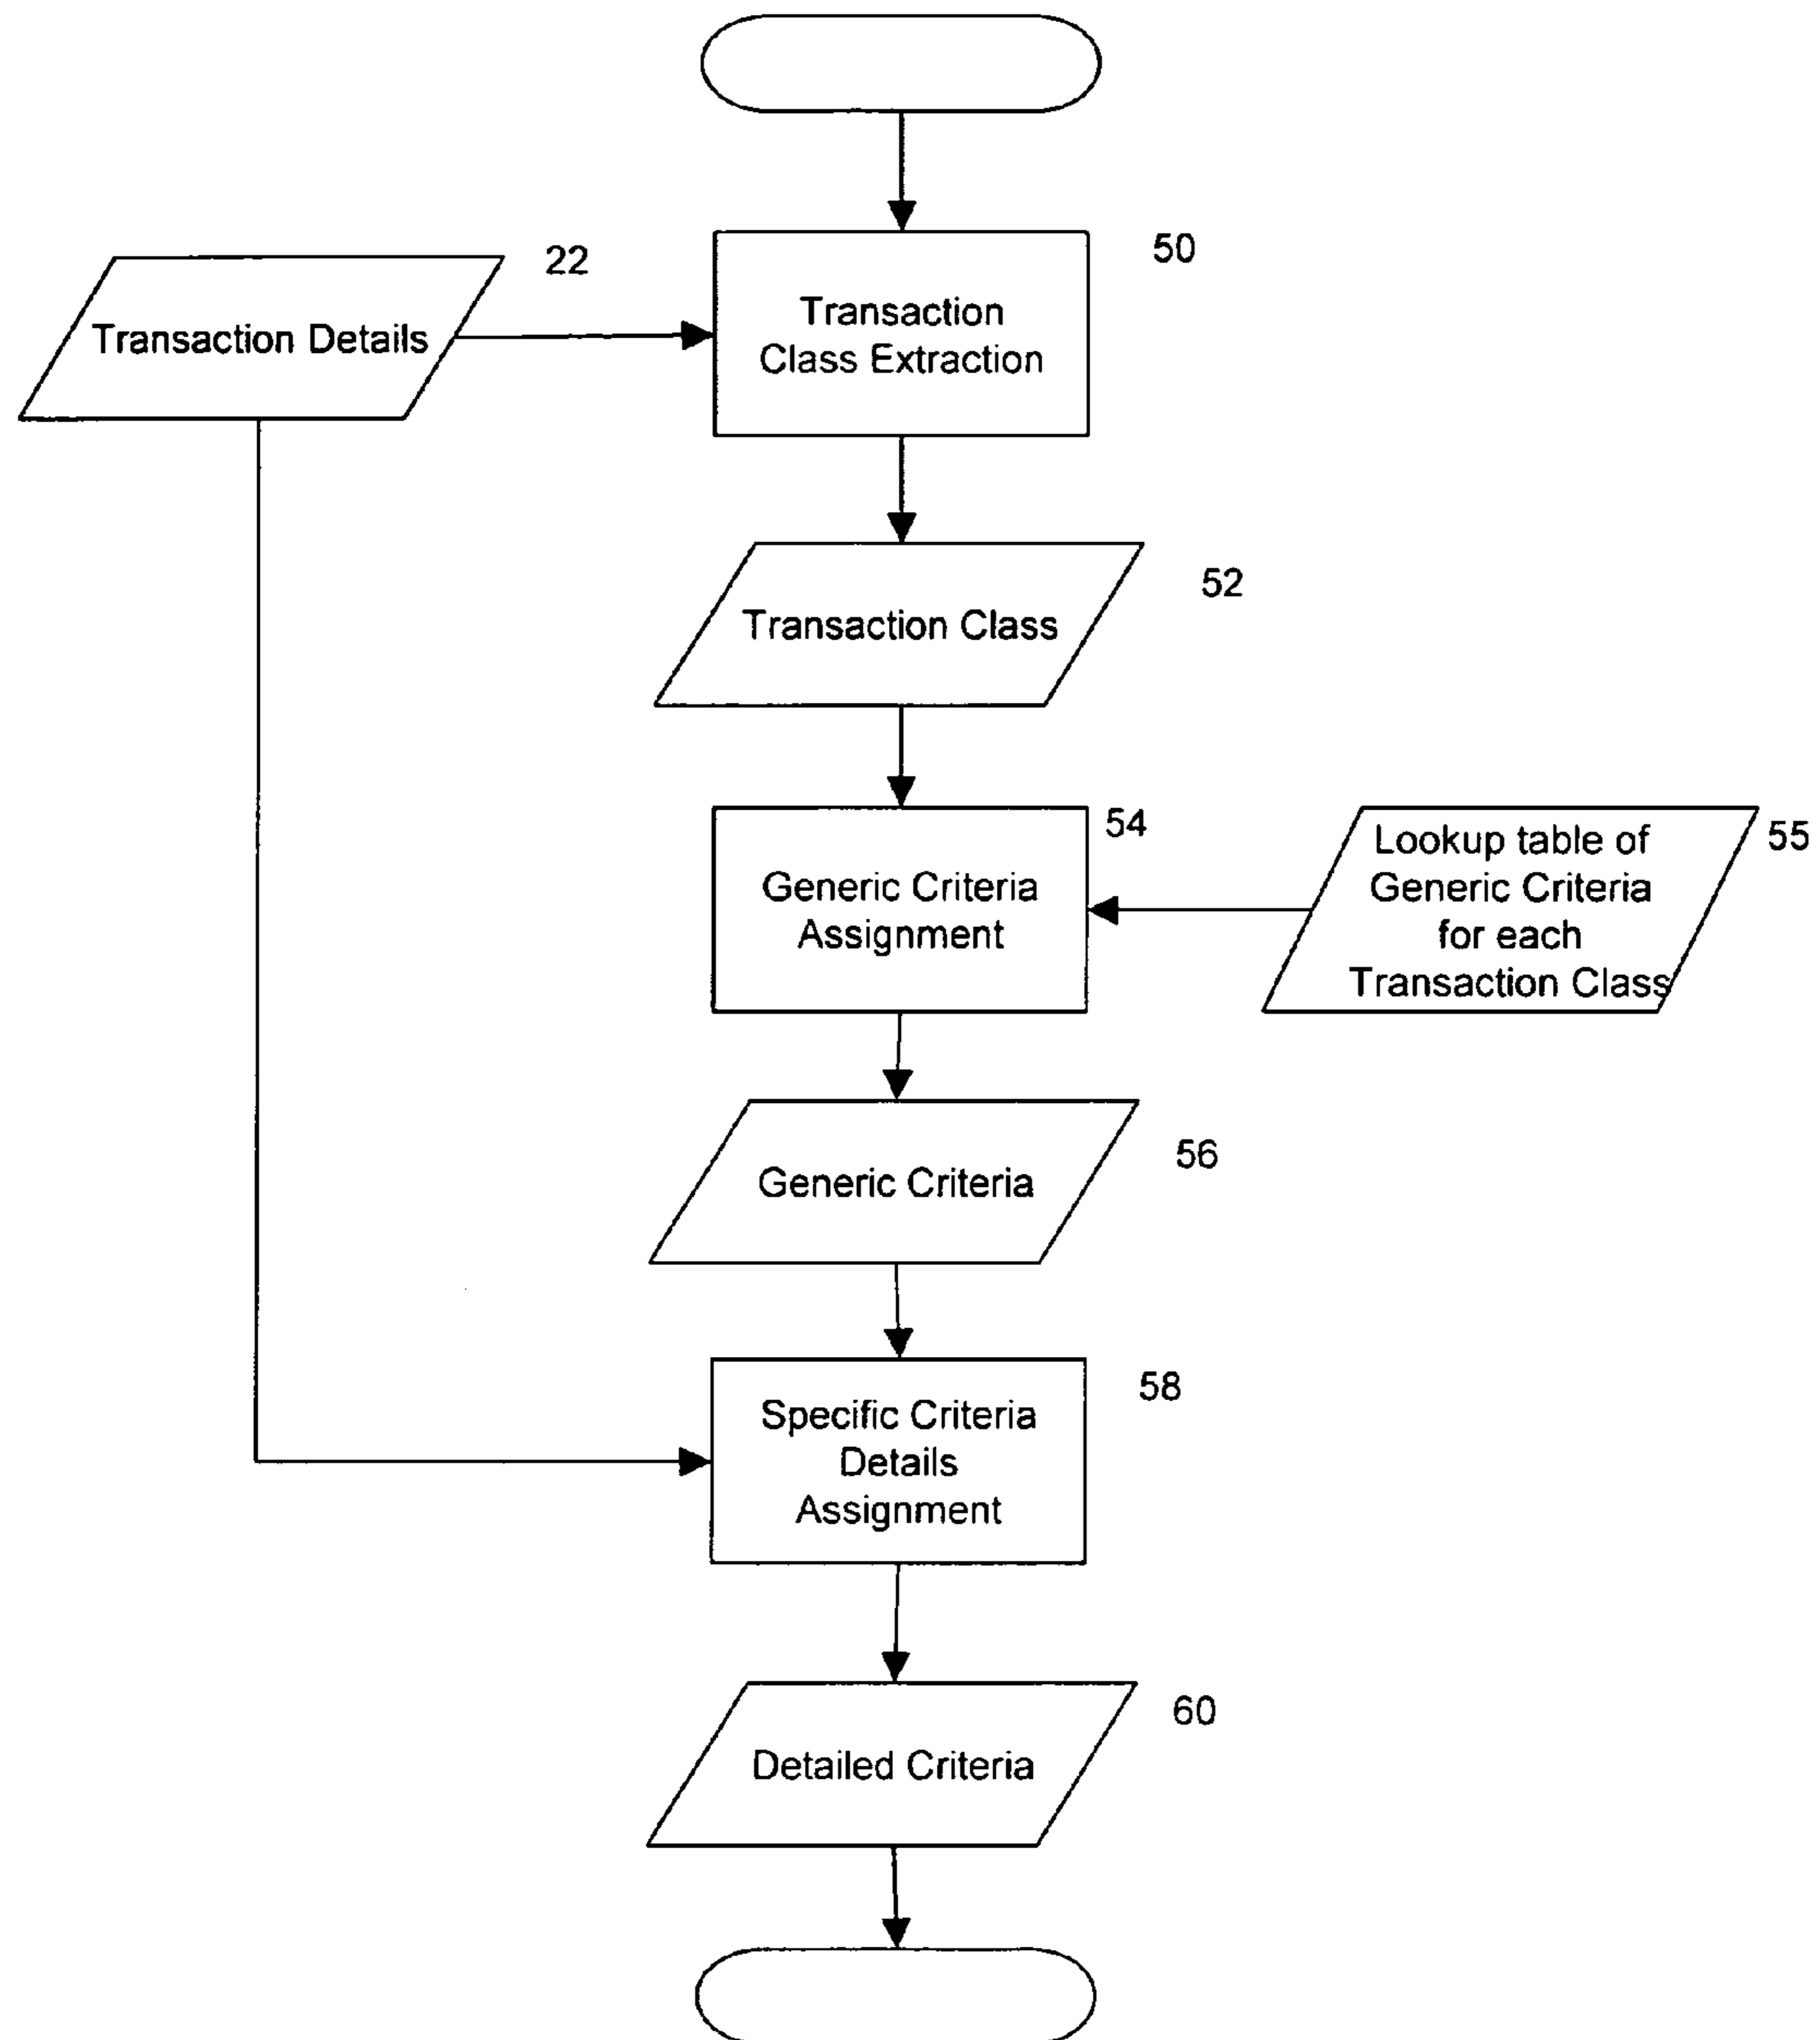 22
50
Transaction Details
Transaction
Class Extraction
52
Transaction Class
54
Generic Criteria
Assignment
55
Lookup table of
Generic Criteria
for each
Transaction Class
56
Generic Criteria
58
Specific Criteria
Details
Assignment
60
Detailed Criteria